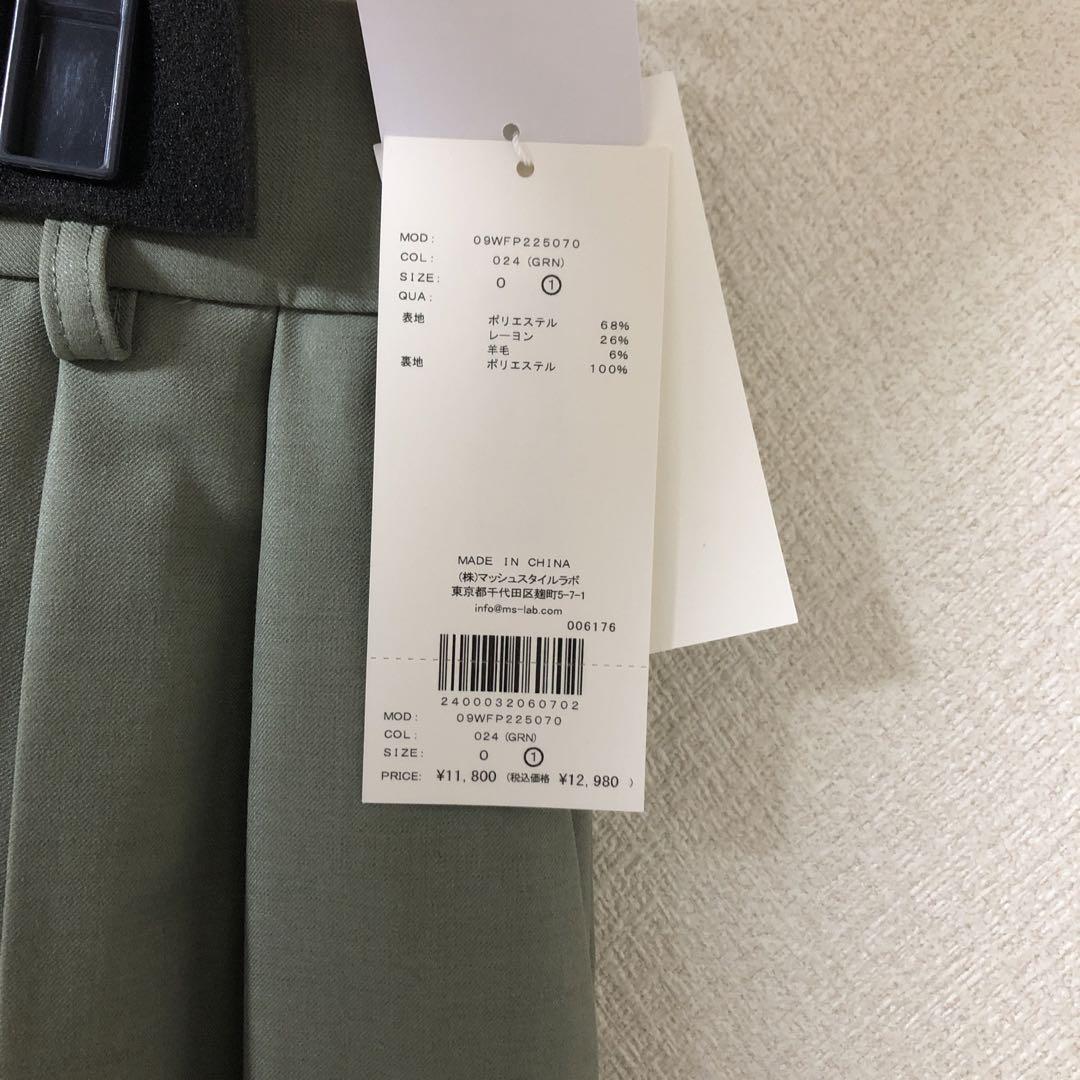 MOD: 09WFP225070
COL: 024 (GRN)
SIZE: 0 ①
QUA:
表地 ポリエステル 68%
レーヨン 26%
羊毛 6%
裏地 ポリエステル 100%
MADE IN CHINA
(株)マッシュスタイルラボ
東京都千代田区麹町5-7-1
info@ms-lab.com
006176
2400032060702
MOD: 09WFP225070
COL: 024 (GRN)
SIZE: 0 ①
PRICE: ¥11,800 (税込価格 ¥12,980 )